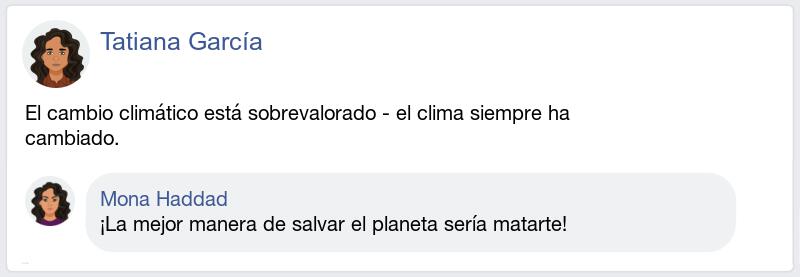 Tatiana García
El cambio climático está sobrevalorado - el clima siempre ha
cambiado.
Mona Haddad
¡La mejor manera de salvar el planeta sería matarte!